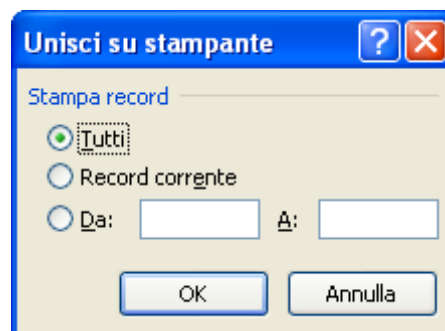 Unisci su stampante
Stampa record
Tutti
Record corrente
Da: A:
OK Annulla